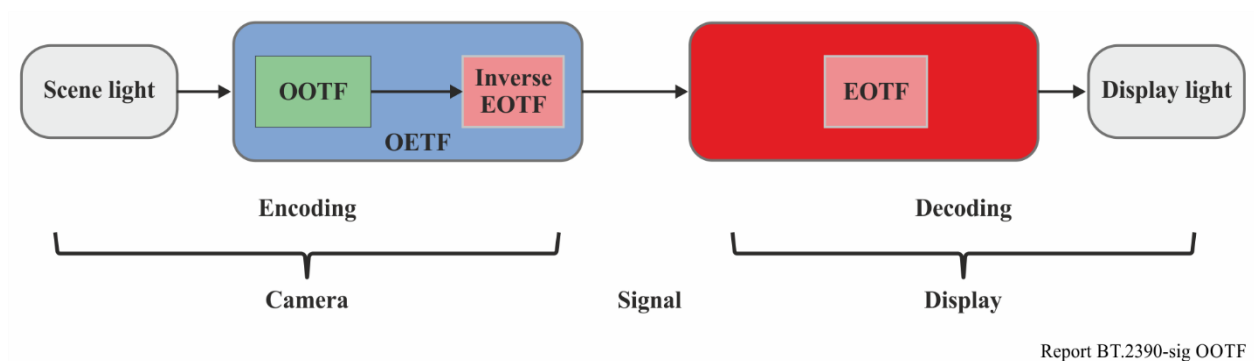 Scene light
OOTF
Inverse
EOTF
OETF
EOTF
Display light
Encoding
Decoding
Camera
Signal
Display
Report BT.2390-sig OOTF